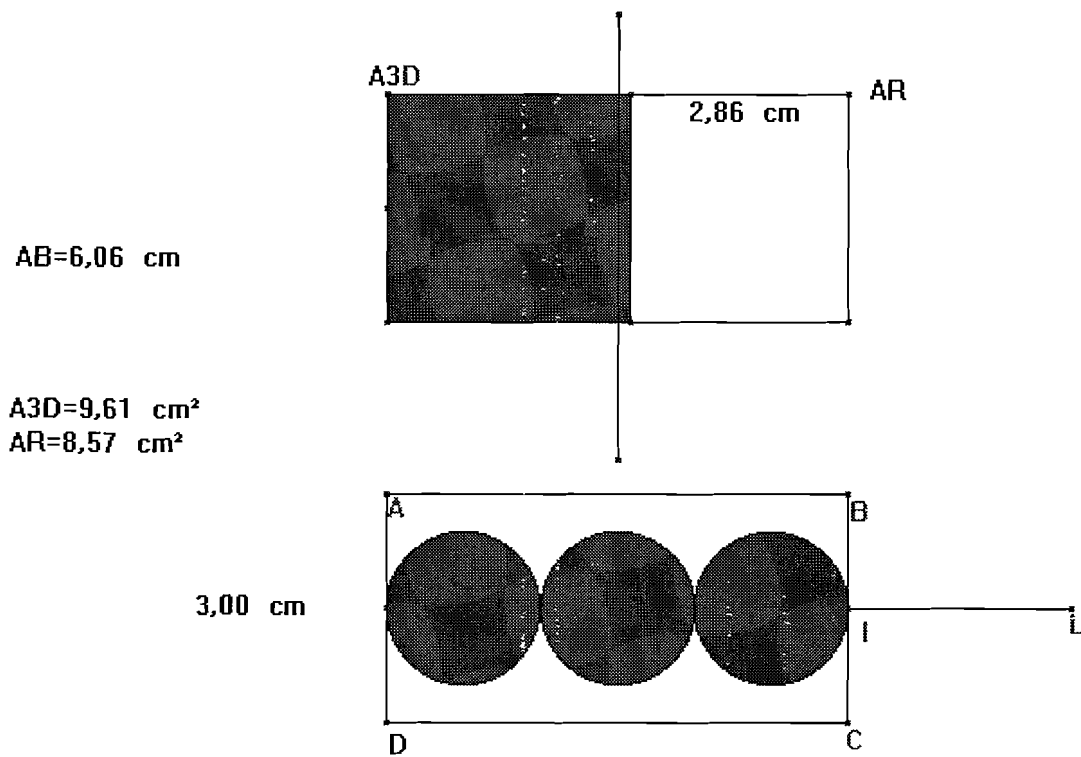 A3D
AR
2,86 cm
AB=6,06 cm
A3D=9,61 cm²
AR=8,57 cm²
A
B
3,00 cm
I
L
D
C